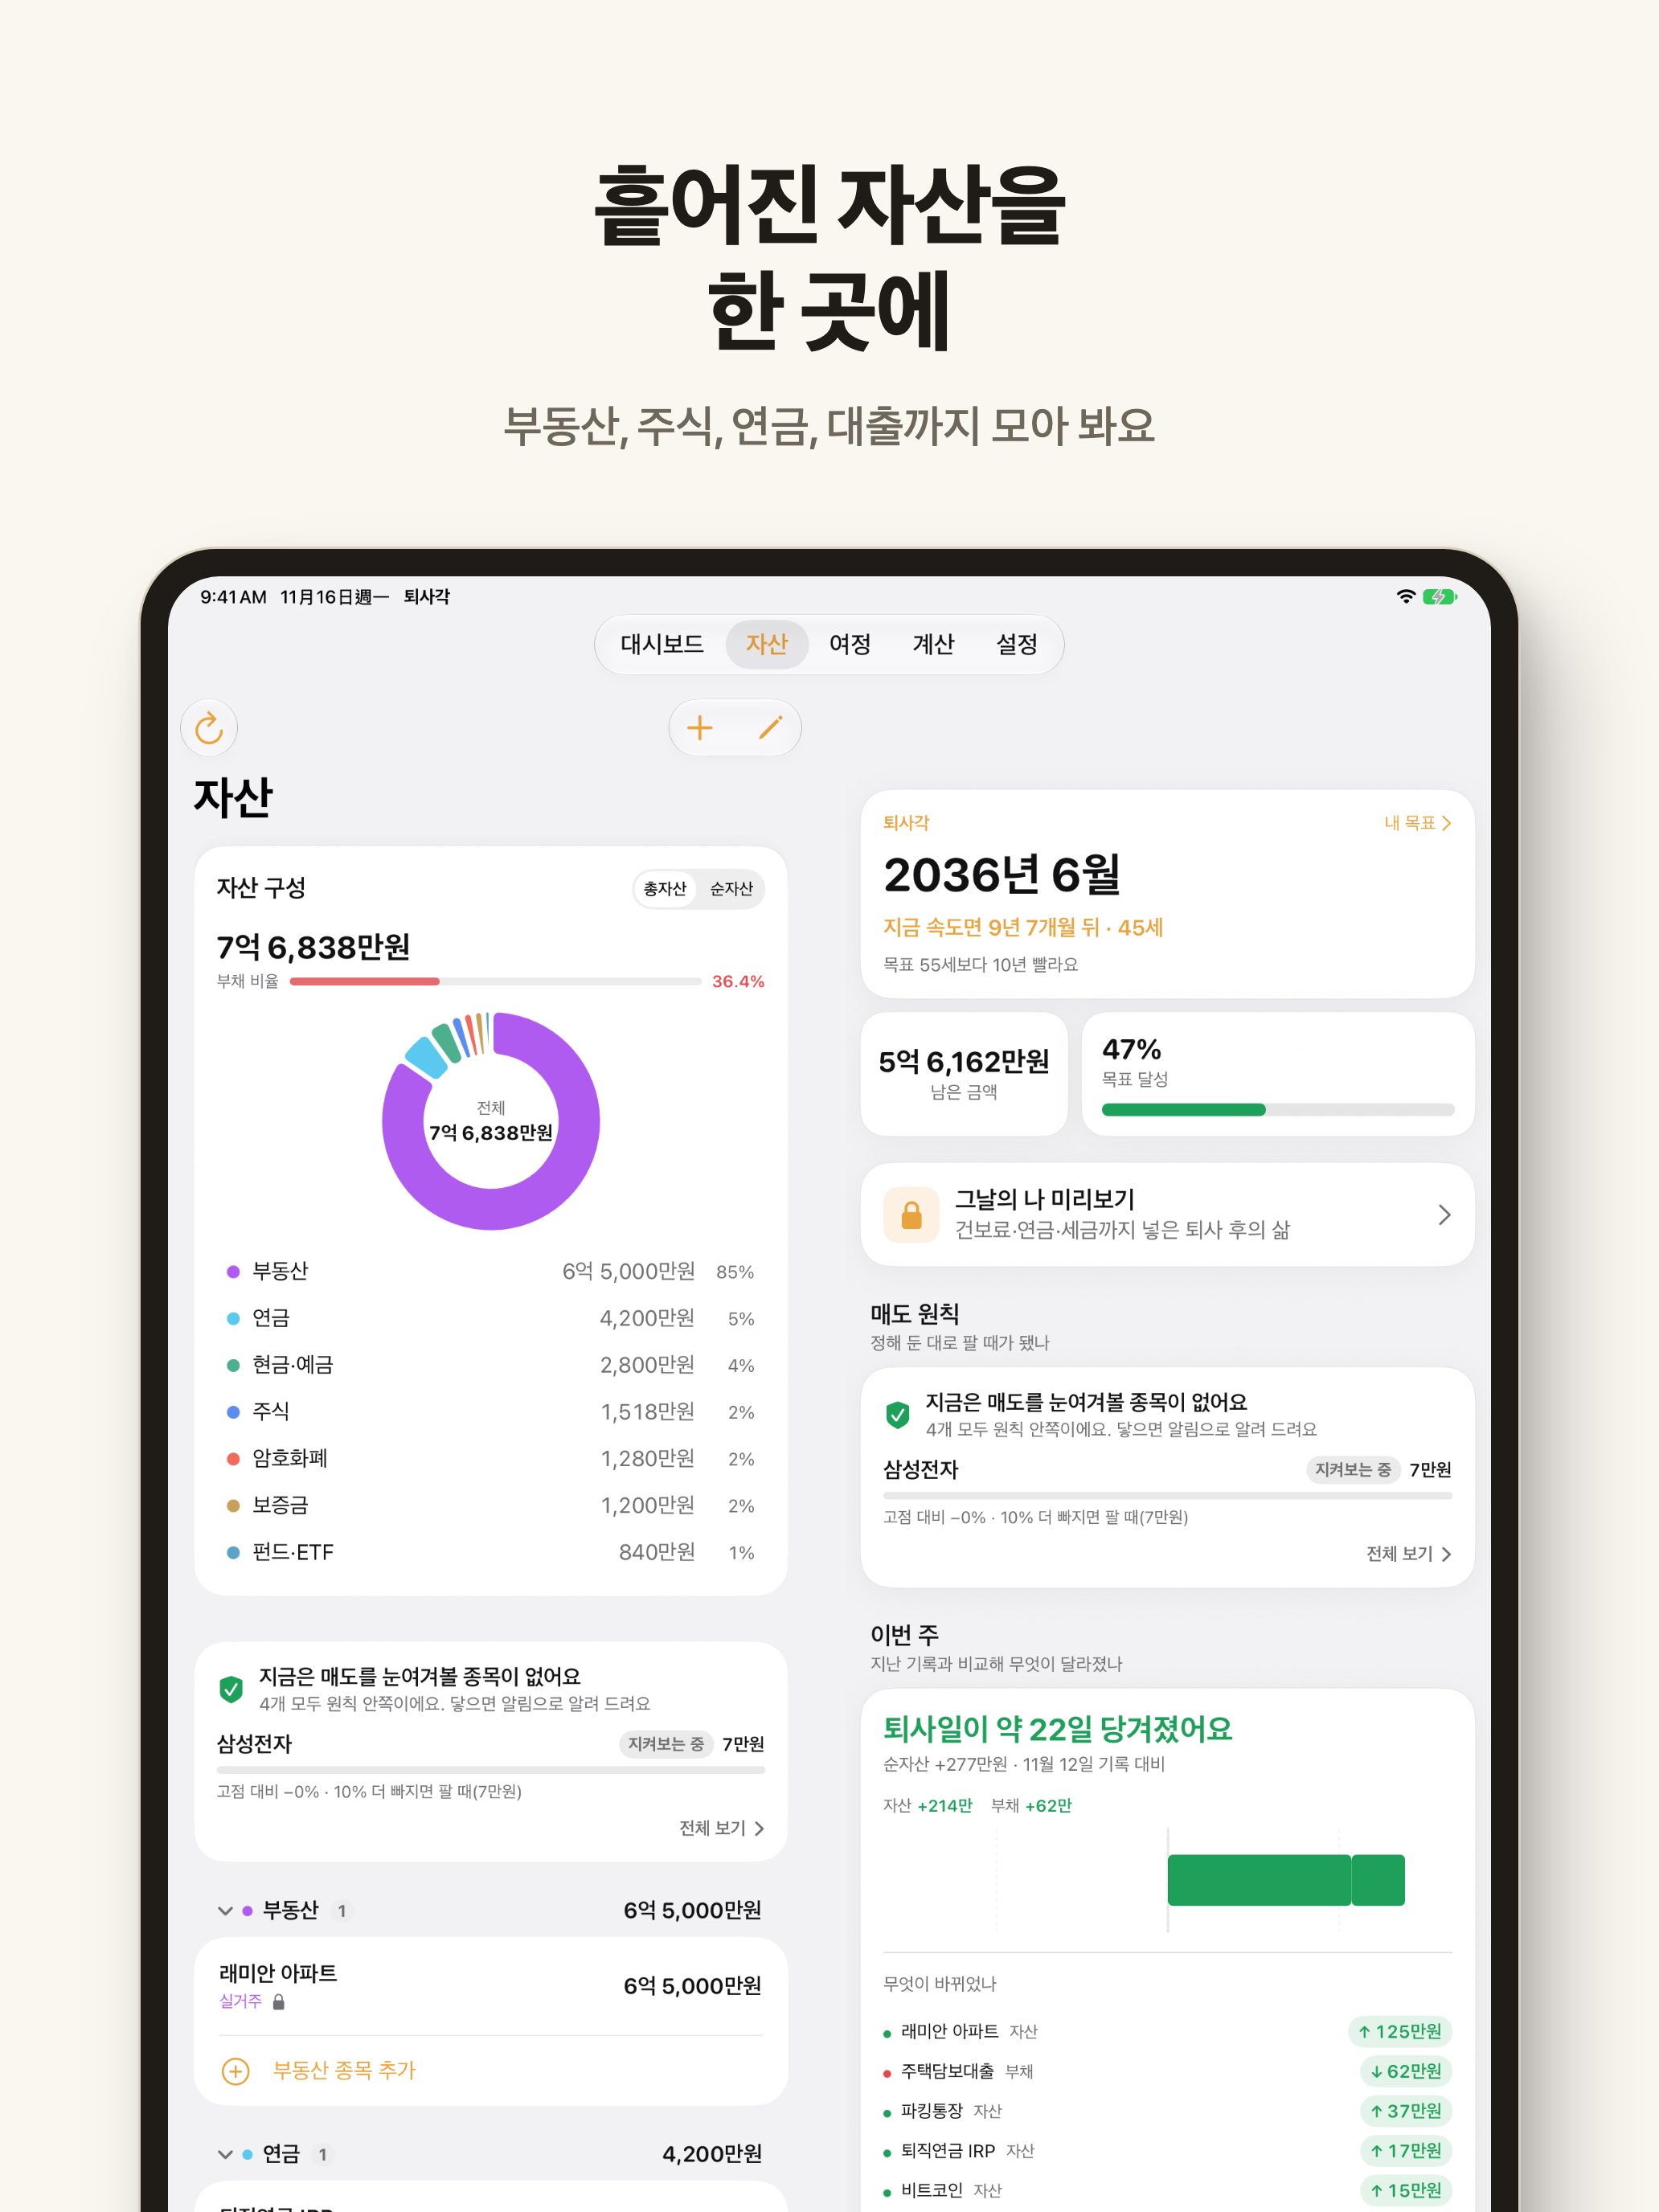 흩어진 자산을
한 곳에
부동산, 주식, 연금, 대출까지 모아 봐요
9:41 AM 11月16日週一 퇴사각
대시보드 자산 여정 계산 설정
자산
자산 구성 총자산 순자산
7억 6,838만원
부채 비율 36.4%
전체
7억 6,838만원
부동산 6억 5,000만원 85%
연금 4,200만원 5%
현금·예금 2,800만원 4%
주식 1,518만원 2%
암호화폐 1,280만원 2%
보증금 1,200만원 2%
펀드·ETF 840만원 1%
지금은 매도를 눈여겨볼 종목이 없어요
4개 모두 원칙 안쪽이에요. 닿으면 알림으로 알려 드려요
삼성전자 지켜보는 중 7만원
고점 대비 −0% · 10% 더 빠지면 팔 때(7만원)
전체 보기
부동산 1 6억 5,000만원
래미안 아파트 6억 5,000만원
실거주
부동산 종목 추가
연금 1 4,200만원
퇴사각 내 목표
2036년 6월
지금 속도면 9년 7개월 뒤 · 45세
목표 55세보다 10년 빨라요
5억 6,162만원
남은 금액
47%
목표 달성
그날의 나 미리보기
건보료·연금·세금까지 넣은 퇴사 후의 삶
매도 원칙
정해 둔 대로 팔 때가 됐나
지금은 매도를 눈여겨볼 종목이 없어요
4개 모두 원칙 안쪽이에요. 닿으면 알림으로 알려 드려요
삼성전자 지켜보는 중 7만원
고점 대비 −0% · 10% 더 빠지면 팔 때(7만원)
전체 보기
이번 주
지난 기록과 비교해 무엇이 달라졌나
퇴사일이 약 22일 당겨졌어요
순자산 +277만원 · 11월 12일 기록 대비
자산 +214만 부채 +62만
무엇이 바뀌었나
래미안 아파트 자산 ↑ 125만원
주택담보대출 부채 ↓ 62만원
파킹통장 자산 ↑ 37만원
퇴직연금 IRP 자산 ↑ 17만원
비트코인 자산 ↑ 15만원